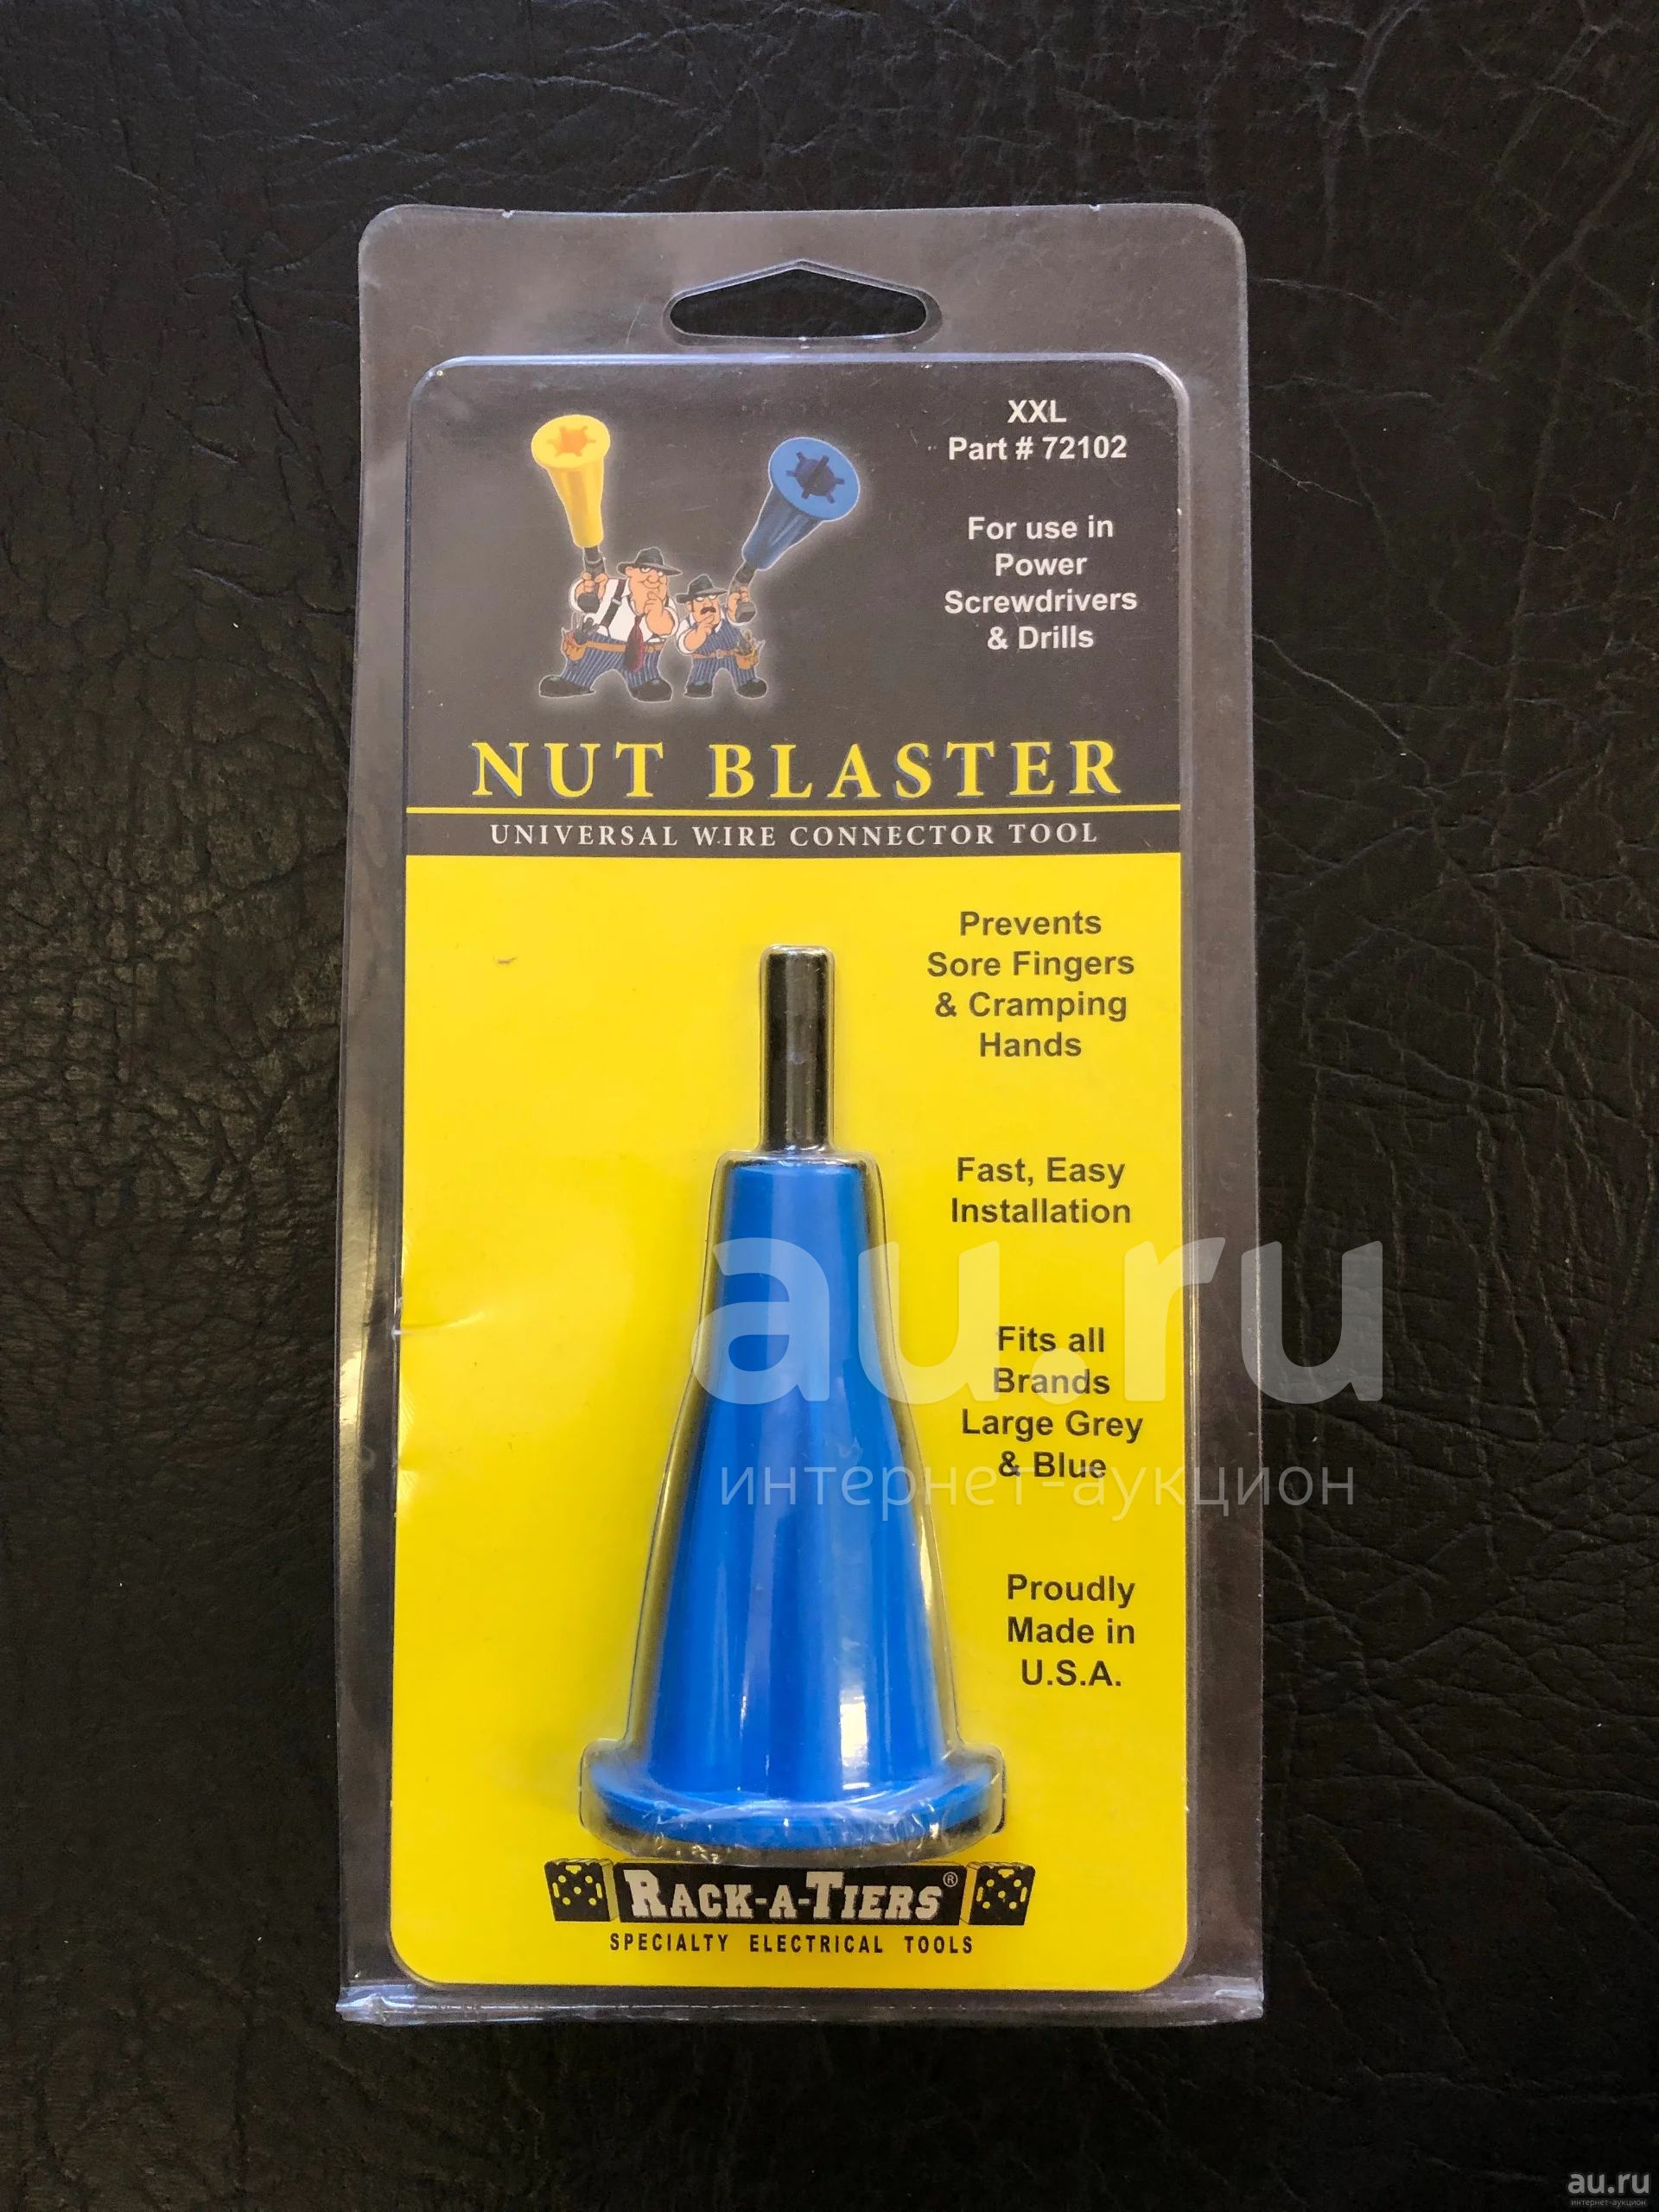 XXL
Part # 72102
For use in
Power
Screwdrivers
& Drills
NUT BLASTER
UNIVERSAL WIRE CONNECTOR TOOL
Prevents
Sore Fingers
& Cramping
Hands
Fast, Easy
Installation
au.ru
Fits all
Brands
Large Grey
& Blue
интернет-аукцион
Proudly
Made in
U.S.A.
RACK-A-TIERS®
SPECIALTY ELECTRICAL TOOLS
au.ru
интернет-аукцион